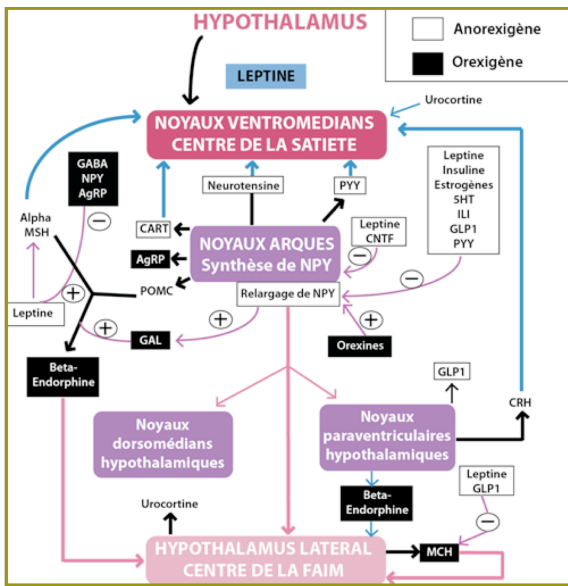 HYPOTHALAMUS
Anorexigène
Orexigène
LEPTINE
Urocortine
NOYAUX VENTROMEDIANS
CENTRE DE LA SATIETE
GABA
NPY
AgRP
Neurotensine
PYY
Leptine
Insuline
Estrogènes
5HT
ILI
GLP1
PYY
Alpha
MSH
CART
Leptine
CNTF
NOYAUX ARQUES
Synthèse de NPY
AgRP
POMC
Relargage de NPY
Leptine
GAL
Orexines
Beta-
Endorphine
GLP1
CRH
Noyaux
dorsomédians
hypothalamiques
Noyaux
paraventriculaires
hypothalamiques
Leptine
GLP1
Urocortine
Beta-
Endorphine
HYPOTHALAMUS LATERAL
CENTRE DE LA FAIM
MCH